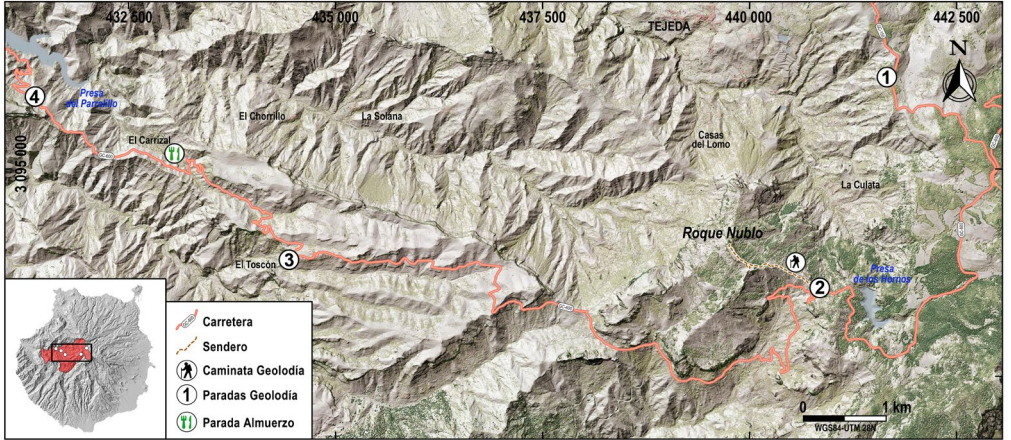 432 500
435 000
437 500
440 000
442 500
TEJEDA
N
1
4
Presa
del Parralillo
El Carrizal
El Chorrillo
La Solana
Casas
del Lomo
3 095 000
La Culata
Roque Nublo
El Toscón
3
2
Presa
de los Hornos
Carretera
Sendero
Caminata Geolodía
1 Paradas Geolodía
Parada Almuerzo
0 1 km
WGS84-UTM 28N